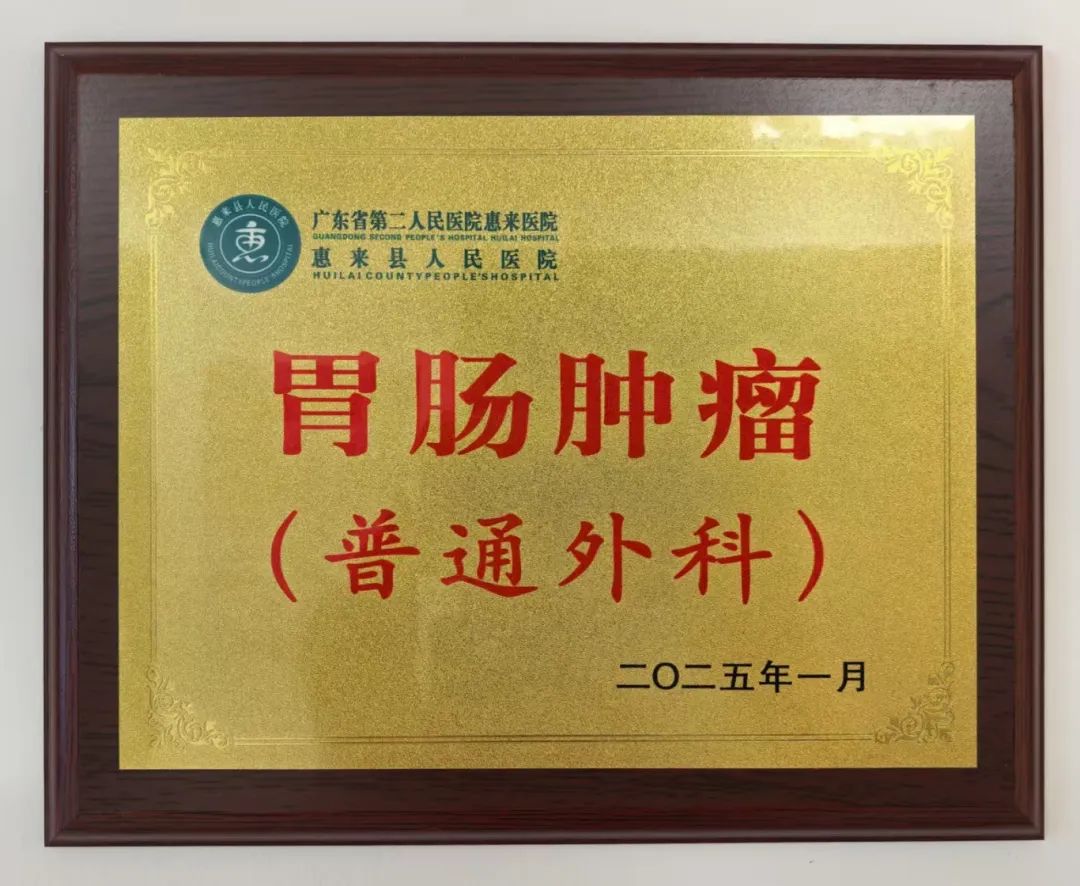 惠来县人民医院
惠
HUILAICOUNTYPEOPLE'SHOSPITAL
广东省第二人民医院惠来医院
GUANGDONG SECOND PEOPLE'S HOSPITAL HUILAI HOSPITAL
惠来县人民医院
HUILAICOUNTYPEOPLE'SHOSPITAL
胃肠肿瘤
(普通外科)
二〇二五年一月